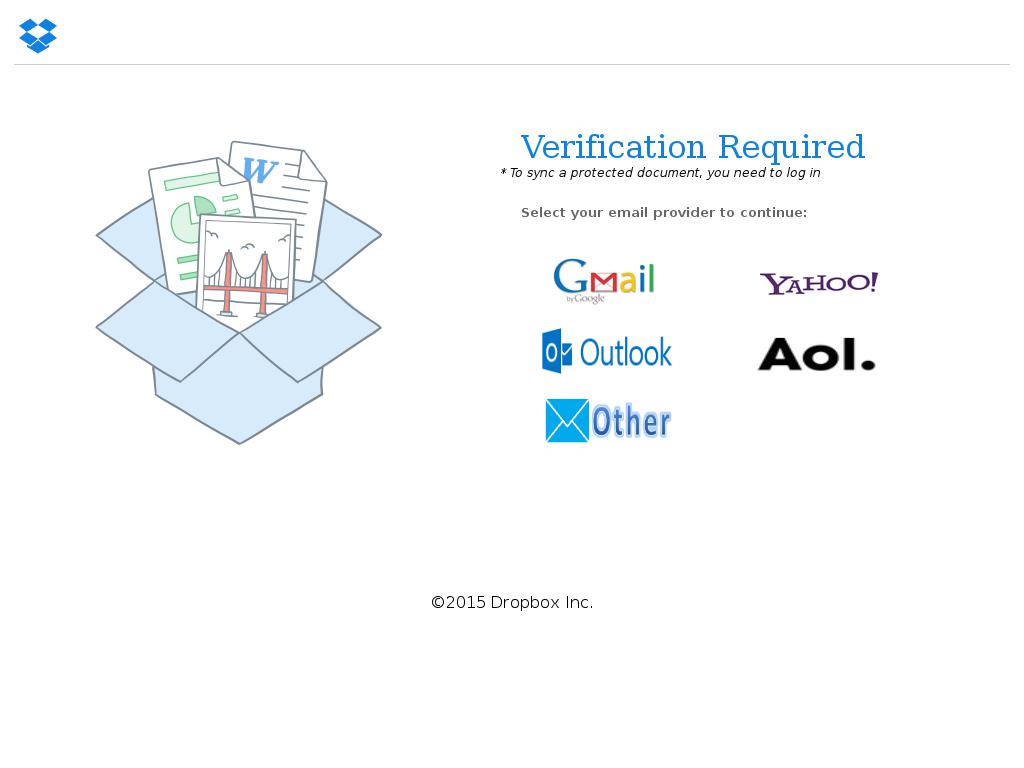 Verification Required
* To sync a protected document, you need to log in
Select your email provider to continue:
W
Gmail
by Google
YAHOO!
O Outlook
Aol.
Other
©2015 Dropbox Inc.